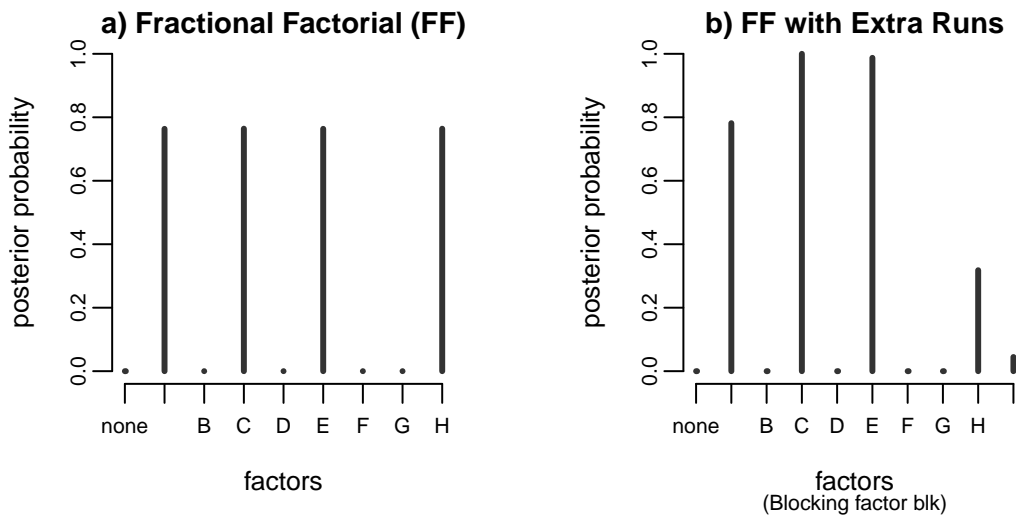 a) Fractional Factorial (FF)
posterior probability
1.0
0.8
0.6
0.4
0.2
0.0
none B C D E F G H
factors
b) FF with Extra Runs
posterior probability
1.0
0.8
0.6
0.4
0.2
0.0
none B C D E F G H
factors
(Blocking factor blk)